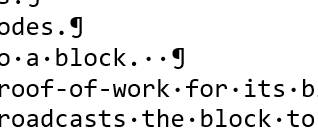 odes.¶
o·a·block.··¶
roof-of-work·for·its·b
roadcasts·the·block·to